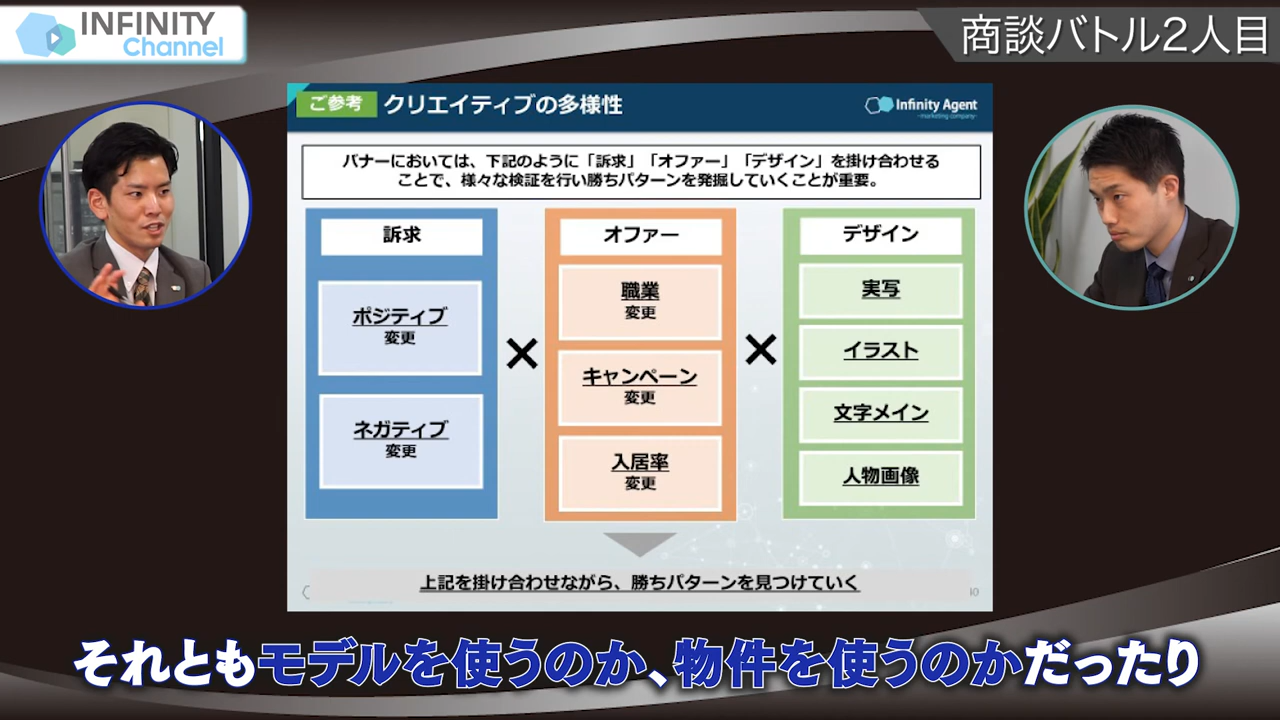 INFINITY
Channel
商談バトル2人目
ご参考 クリエイティブの多様性
Infinity Agent
-marketing company-
バナーにおいては、下記のように「訴求」「オファー」「デザイン」を掛け合わせる
ことで、様々な検証を行い勝ちパターンを発掘していくことが重要。
訴求
ポジティブ
変更
ネガティブ
変更
×
オファー
職業
変更
キャンペーン
変更
入居率
変更
×
デザイン
実写
イラスト
文字メイン
人物画像
上記を掛け合わせながら、勝ちパターンを見つけていく
それともモデルを使うのか、物件を使うのかだったり